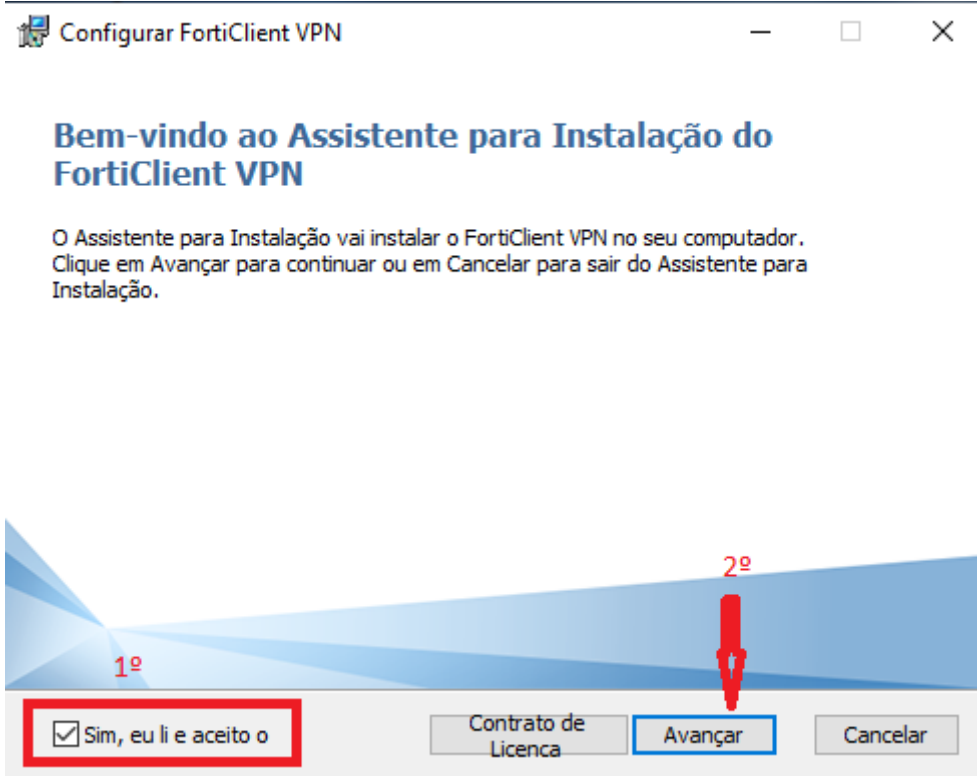 Configurar FortiClient VPN
Bem-vindo ao Assistente para Instalação do
FortiClient VPN
O Assistente para Instalação vai instalar o FortiClient VPN no seu computador.
Clique em Avançar para continuar ou em Cancelar para sair do Assistente para
Instalação.
2º
1º
Sim, eu li e aceito o
Contrato de
Licenca
Avançar
Cancelar